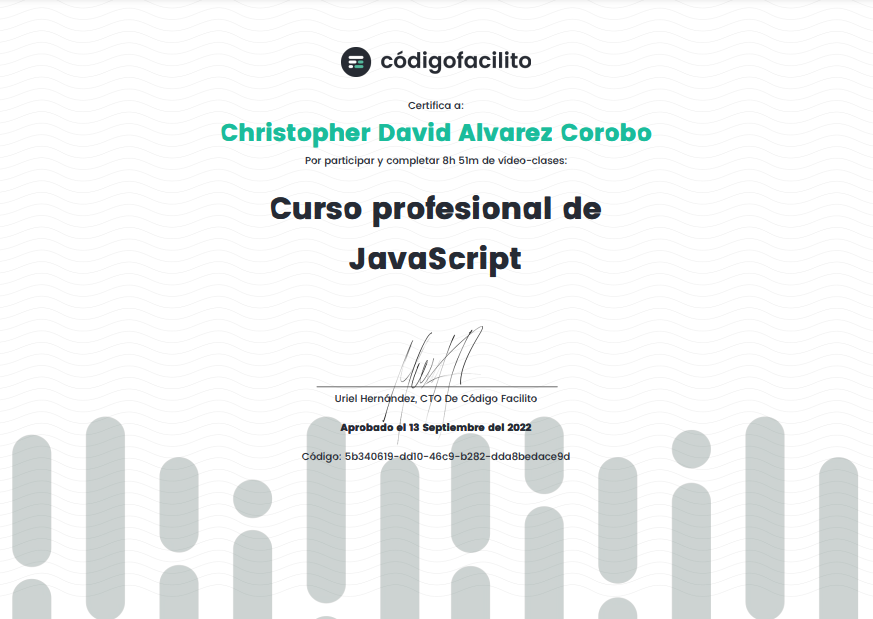 códigofacilito
Certifica a:
Christopher David Alvarez Corobo
Por participar y completar 8h 51m de vídeo-clases:
Curso profesional de
JavaScript
Uriel Hernández, CTO De Código Facilito
Aprobado el 13 Septiembre del 2022
Código: 5b340619-dd10-46c9-b282-dda8bedace9d